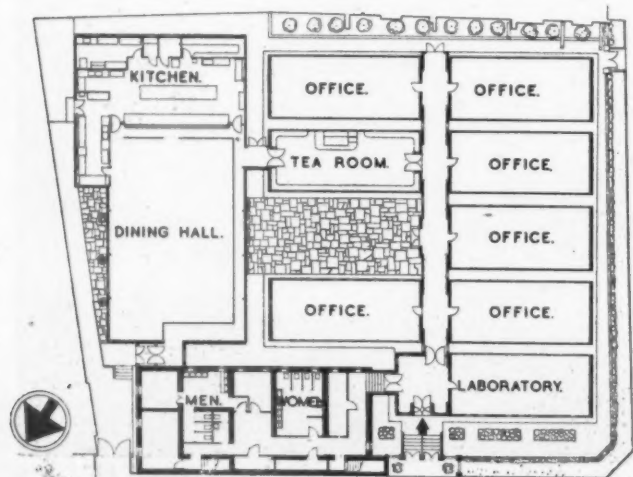 KITCHEN.
OFFICE.
OFFICE.
TEA ROOM.
OFFICE.
DINING HALL.
OFFICE.
OFFICE.
OFFICE.
LABORATORY.
MEN.
WOMEN.